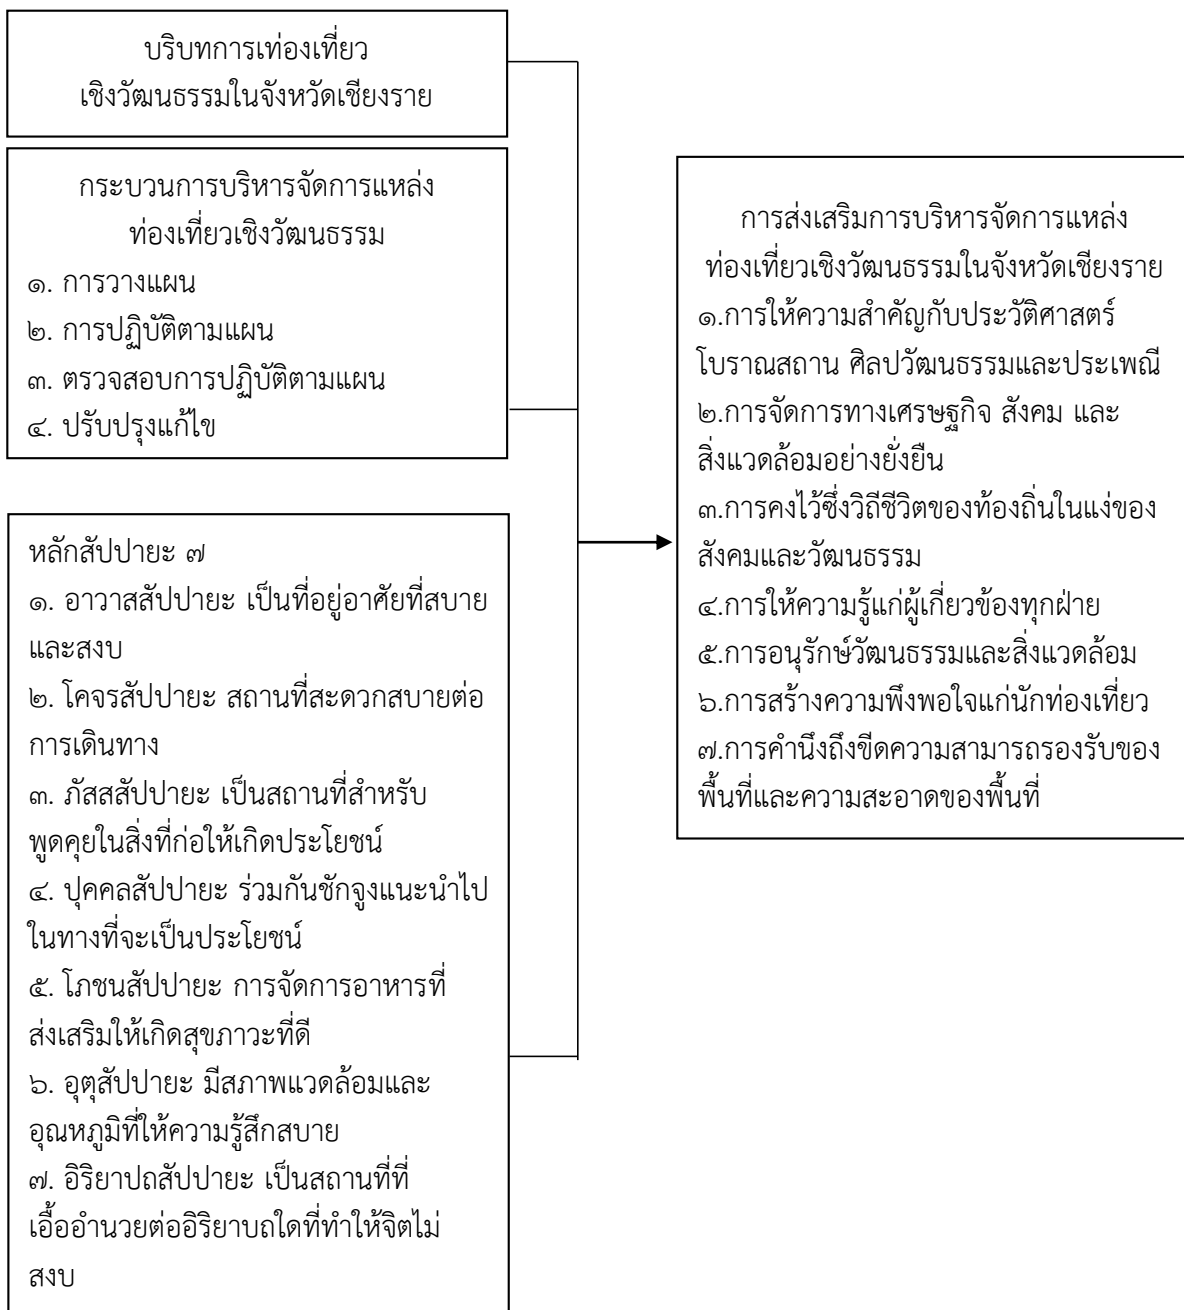 บริบทการเท่องเที่ยว
เชิงวัฒนธรรมในจังหวัดเชียงราย
กระบวนการบริหารจัดการแหล่ง
ท่องเที่ยวเชิงวัฒนธรรม
๑. การวางแผน
๒. การปฏิบัติตามแผน
๓. ตรวจสอบการปฏิบัติตามแผน
๔. ปรับปรุงแก้ไข
หลักสัปปายะ ๗
๑. อาวาสสัปปายะ เป็นที่อยู่อาศัยที่สบาย
และสงบ
๒. โคจรสัปปายะ สถานที่สะดวกสบายต่อ
การเดินทาง
๓. ภัสสสัปปายะ เป็นสถานที่สำหรับ
พูดคุยในสิ่งที่ก่อให้เกิดประโยชน์
๔. ปุคคลสัปปายะ ร่วมกันชักจูงแนะนำไป
ในทางที่จะเป็นประโยชน์
๕. โภชนสัปปายะ การจัดการอาหารที่
ส่งเสริมให้เกิดสุขภาวะที่ดี
๖. อุตุสัปปายะ มีสภาพแวดล้อมและ
อุณหภูมิที่ให้ความรู้สึกสบาย
๗. อิริยาปถสัปปายะ เป็นสถานที่ที่
เอื้ออำนวยต่ออิริยาบถใดที่ทำให้จิตไม่
สงบ
การส่งเสริมการบริหารจัดการแหล่ง
ท่องเที่ยวเชิงวัฒนธรรมในจังหวัดเชียงราย
๑.การให้ความสำคัญกับประวัติศาสตร์
โบราณสถาน ศิลปวัฒนธรรมและประเพณี
๒.การจัดการทางเศรษฐกิจ สังคม และ
สิ่งแวดล้อมอย่างยั่งยืน
๓.การคงไว้ซึ่งวิถีชีวิตของท้องถิ่นในแง่ของ
สังคมและวัฒนธรรม
๔.การให้ความรู้แก่ผู้เกี่ยวข้องทุกฝ่าย
๕.การอนุรักษ์วัฒนธรรมและสิ่งแวดล้อม
๖.การสร้างความพึงพอใจแก่นักท่องเที่ยว
๗.การคำนึงถึงขีดความสามารถรองรับของ
พื้นที่และความสะอาดของพื้นที่